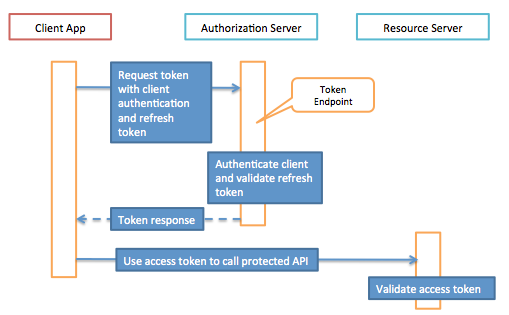 Client App
Authorization Server
Resource Server
Request token
with client
authentication
and refresh
token
Token
Endpoint
Authenticate client
and validate refresh
token
Token response
Use access token to call protected API
Validate access token